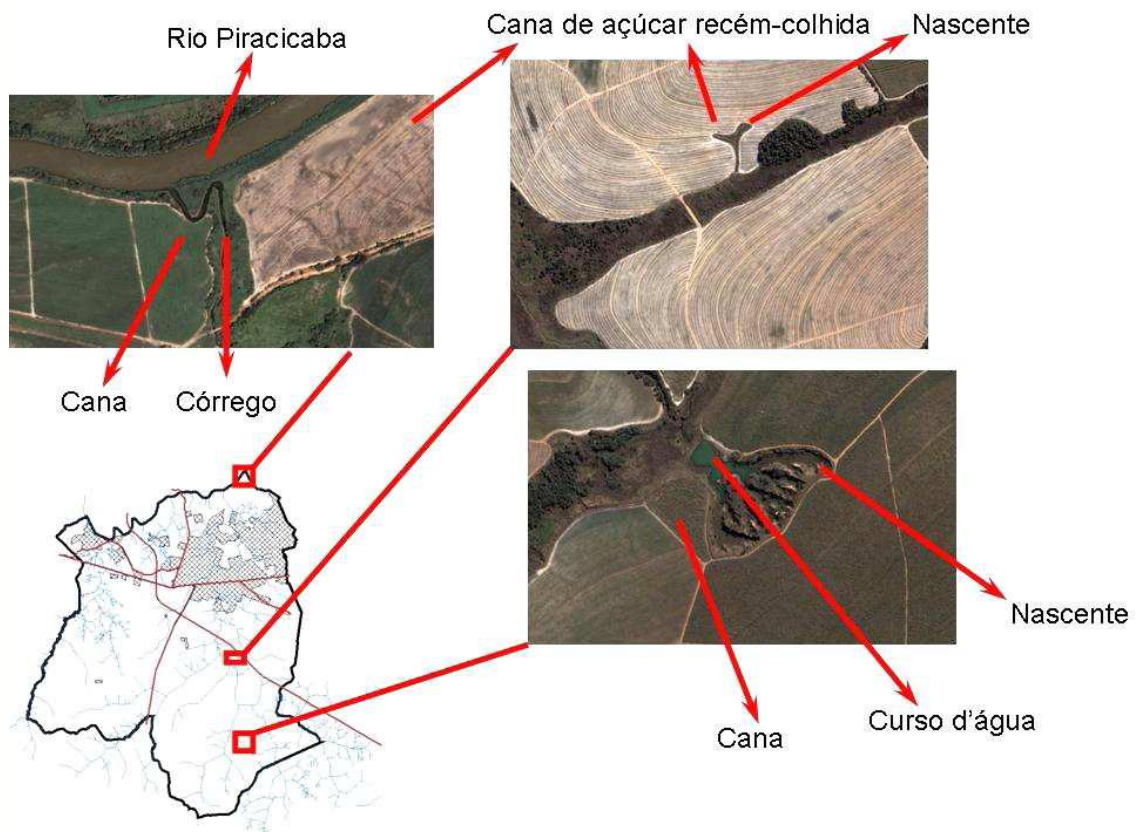 Rio Piracicaba
Cana de açúcar recém-colhida
Nascente
Cana
Córrego
Nascente
Curso d'água
Cana